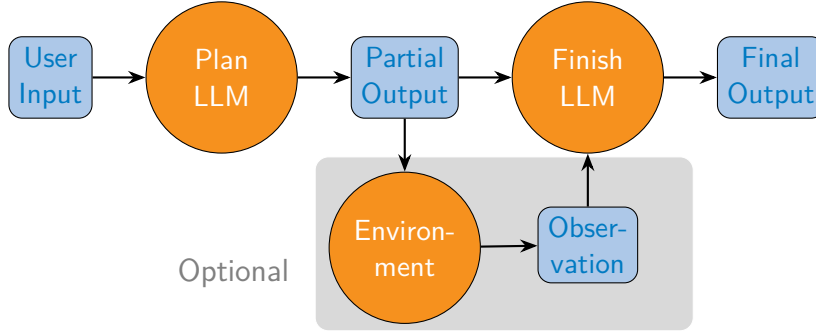 User
Input
Plan
LLM
Partial
Output
Finish
LLM
Final
Output
Environ-
ment
Obser-
vation
Optional